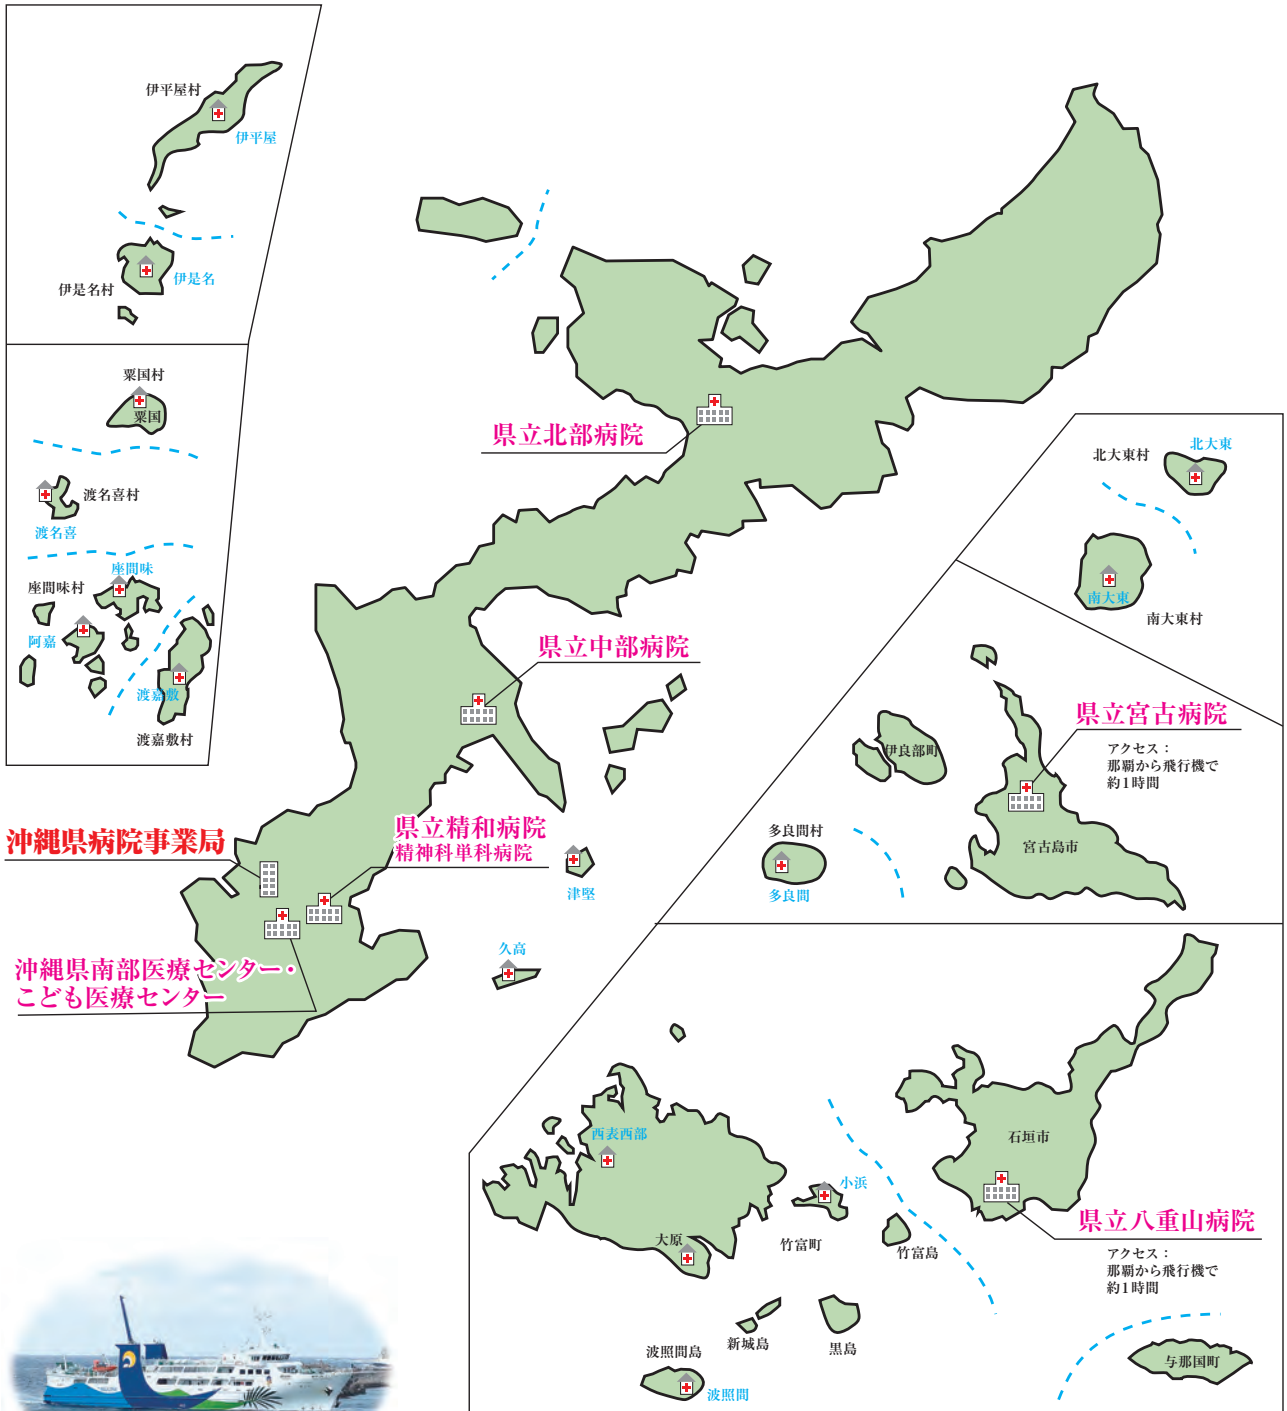 伊平屋村
伊平屋
伊是名
伊是名村
粟国村
粟国
渡名喜村
渡名喜
座間味
座間味村
阿嘉
渡嘉敷
渡嘉敷村
県立北部病院
北大東
北大東村
南大東
南大東村
県立中部病院
県立宮古病院
アクセス：
那覇から飛行機で
約1時間
伊良部町
宮古島市
多良間村
多良間
沖縄県病院事業局
県立精和病院
精神科単科病院
津堅
久高
沖縄県南部医療センター・
こども医療センター
西表西部
石垣市
小浜
大原
竹富町
竹富島
県立八重山病院
アクセス：
那覇から飛行機で
約1時間
新城島
黒島
波照間島
波照間
与那国町